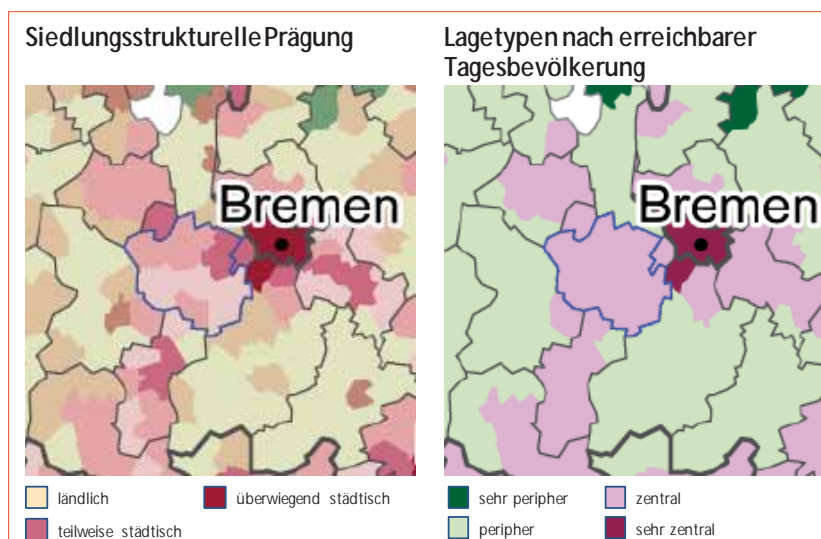 Siedlungsstrukturelle Prägung
Lagetypen nach erreichbarer
Tagesbevölkerung
Bremen
Bremen
ländlich
überwiegend städtisch
teilweise städtisch
sehr peripher
zentral
peripher
sehr zentral